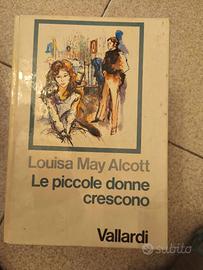 Louisa May Alcott
Le piccole donne
crescono
Vallardi
subito